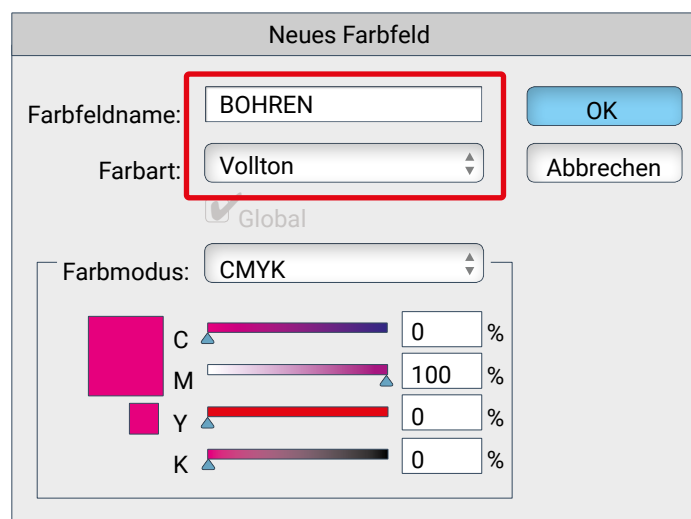 Neues Farbfeld
Farbfeldname: BOHREN OK
Farbart: Vollton Abbrechen
Global
Farbmodus: CMYK
C 0 %
M 100 %
Y 0 %
K 0 %